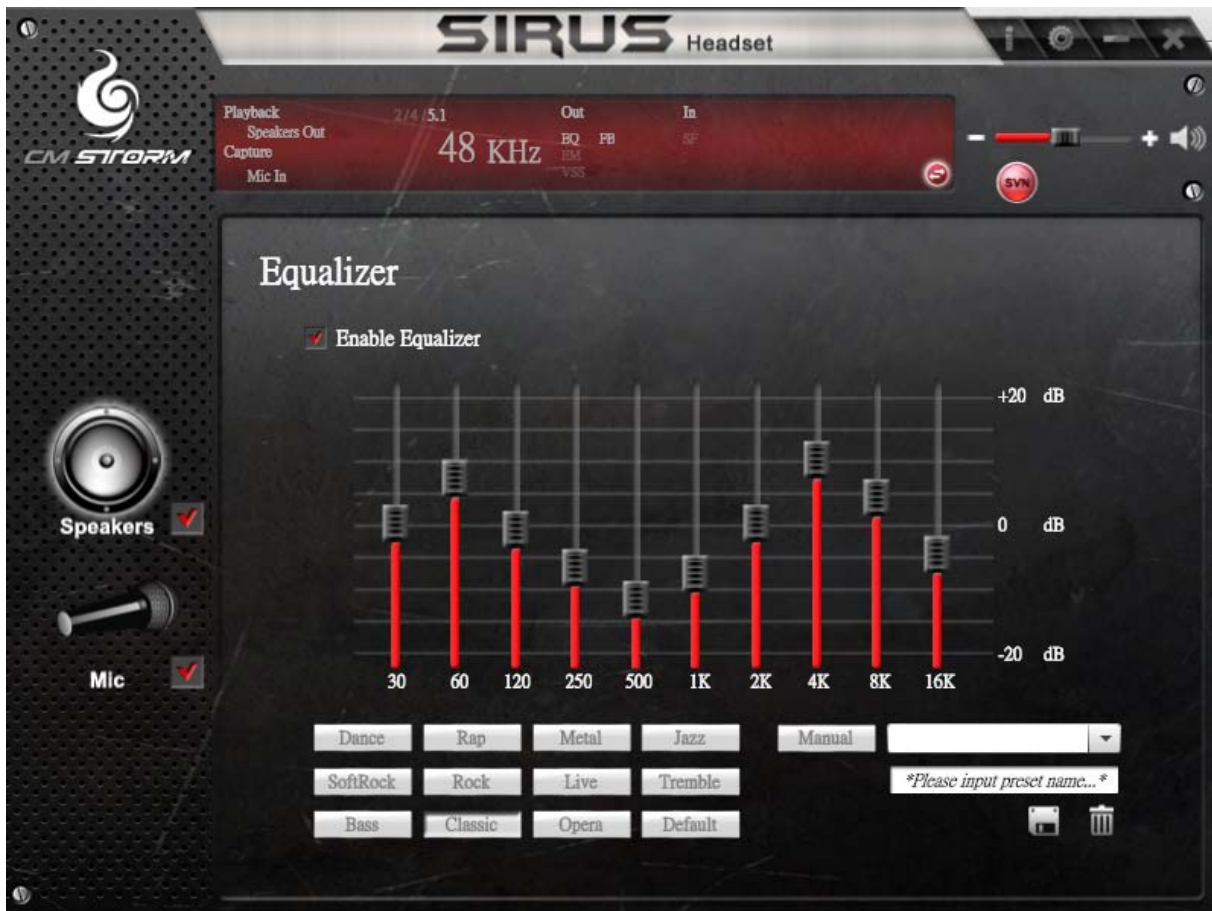 SIRUS Headset
CM STORM
Playback 2/4/5.1 Out In
Speakers Out 48 KHz EQ FB SF
Capture EM
Mic In VSS
SVN
Equalizer
Enable Equalizer
+20 dB
0 dB
-20 dB
30 60 120 250 500 1K 2K 4K 8K 16K
Speakers
Mic
Dance Rap Metal Jazz Manual
SoftRock Rock Live Tremble *Please input preset name...*
Bass Classic Opera Default